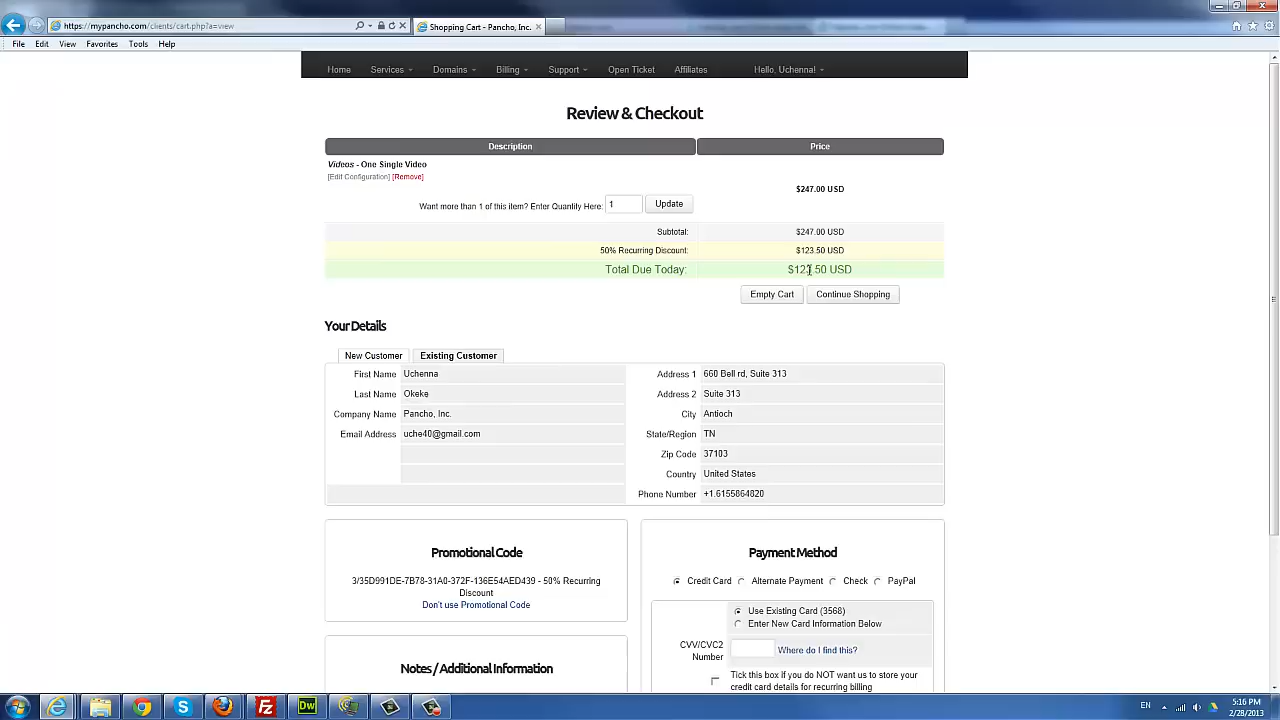 https://mypancho.com/clients/cart.php?a=view
Shopping Cart - Pancho, Inc.
File Edit View Favorites Tools Help
Home Services Domains Billing Support Open Ticket Affiliates Hello, Uchenna!
Review & Checkout
Description Price
Videos - One Single Video
[Edit Configuration] [Remove]
$247.00 USD
Want more than 1 of this item? Enter Quantity Here: 1 Update
Subtotal: $247.00 USD
50% Recurring Discount: $123.50 USD
Total Due Today: $123.50 USD
Empty Cart Continue Shopping
Your Details
New Customer Existing Customer
First Name Uchenna Address 1 660 Bell rd, Suite 313
Last Name Okeke Address 2 Suite 313
Company Name Pancho, Inc. City Antioch
Email Address uche40@gmail.com State/Region TN
Zip Code 37103
Country United States
Phone Number +1.6155864820
Promotional Code
3/35D991DE-7B78-31A0-372F-136E54AED439 - 50% Recurring
Discount
Don't use Promotional Code
Payment Method
Credit Card Alternate Payment Check PayPal
Use Existing Card (3568)
Enter New Card Information Below
CVV/CVC2
Number
Where do I find this?
Tick this box if you do NOT want us to store
your credit card details for recurring billing
Notes / Additional Information
EN
5:16 PM
2/28/2013